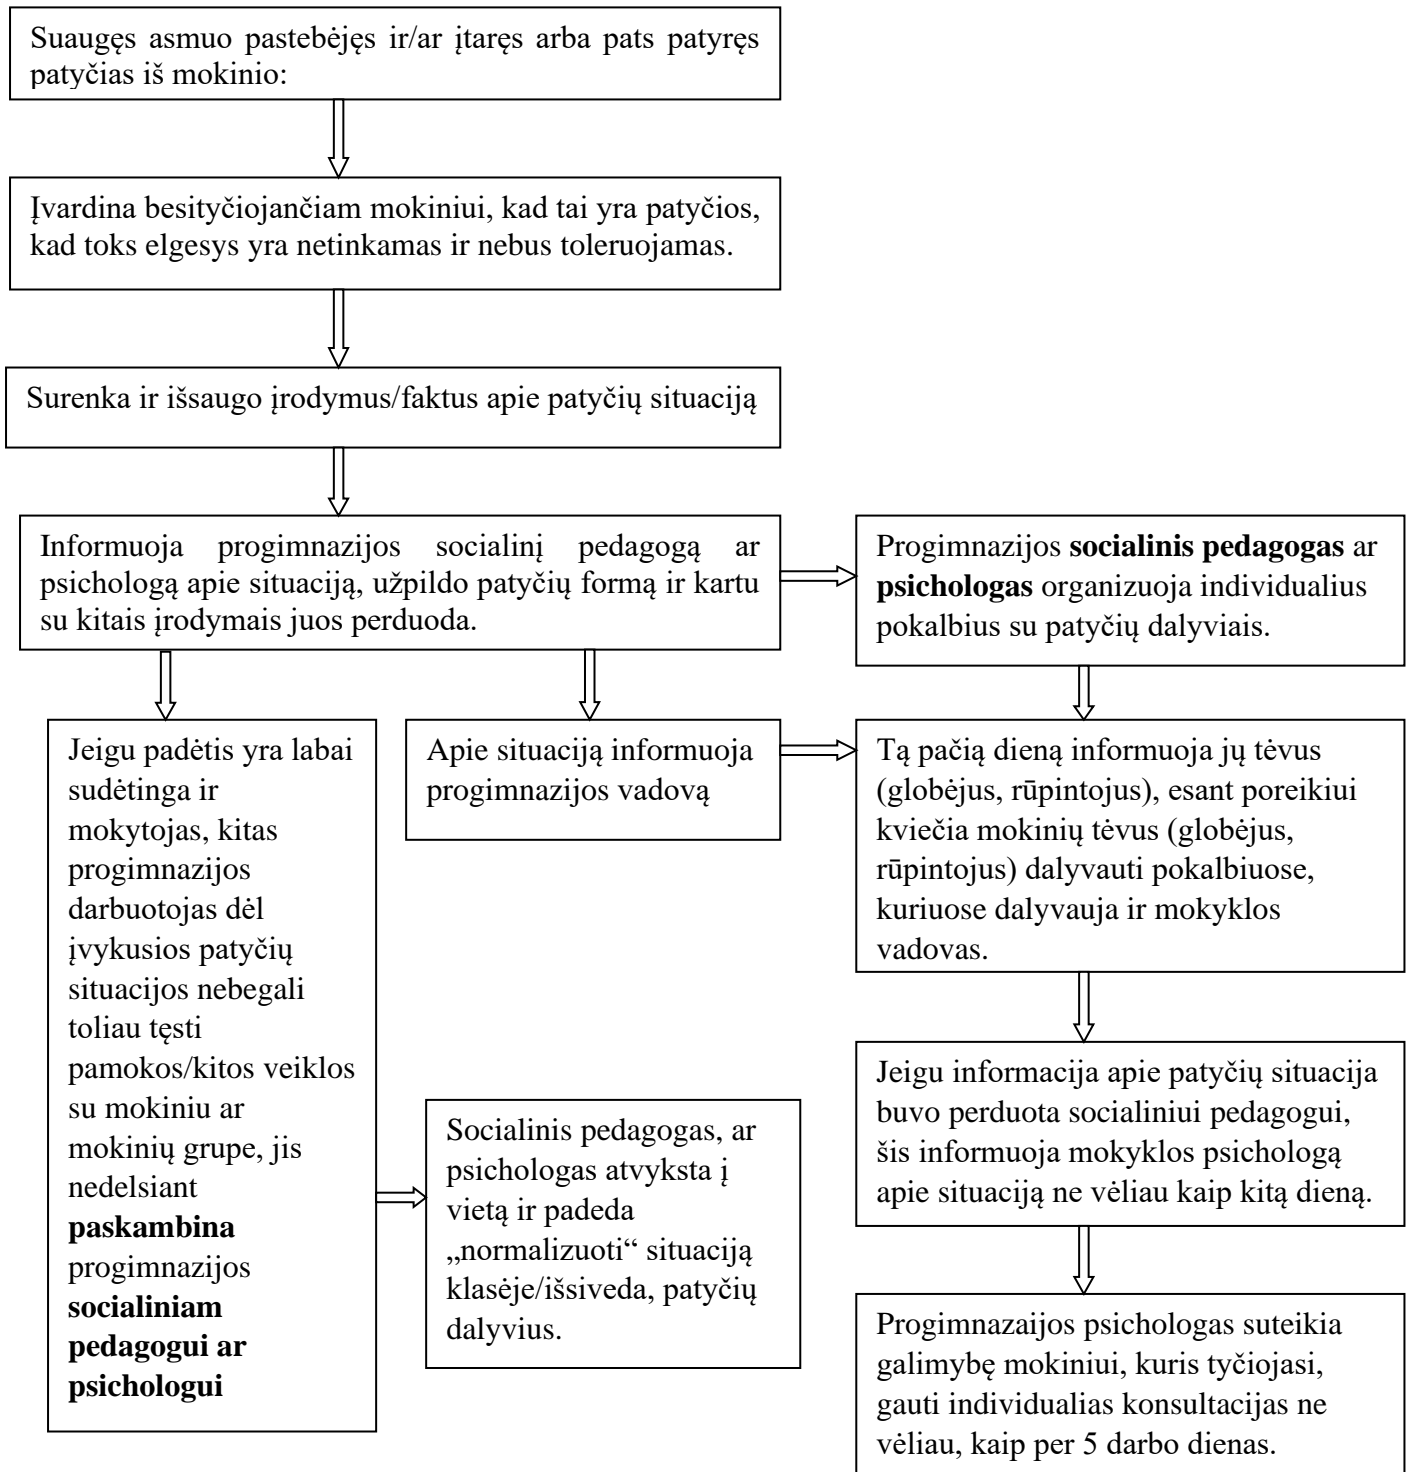 Suaugęs asmuo pastebėjęs ir/ar įtaręs arba pats patyręs
patyčias iš mokinio:
Įvardina besityčiojančiam mokiniui, kad tai yra patyčios,
kad toks elgesys yra netinkamas ir nebus toleruojamas.
Surenka ir išsaugo įrodymus/faktus apie patyčių situaciją
Informuoja progimnazijos socialinį pedagogą ar
psichologą apie situaciją, užpildo patyčių formą ir kartu
su kitais įrodymais juos perduoda.
Progimnazijos socialinis pedagogas ar
psichologas organizuoja individualius
pokalbius su patyčių dalyviais.
Jeigu padėtis yra labai
sudėtinga ir
mokytojas, kitas
progimnazijos
darbuotojas dėl
įvykusios patyčių
situacijos nebegali
toliau tęsti
pamokos/kitos veiklos
su mokiniu ar
mokinių grupe, jis
nedelsiant
paskambina
progimnazijos
socialiniam
pedagogui ar
psichologui
Apie situaciją informuoja
progimnazijos vadovą
Tą pačią dieną informuoja jų tėvus
(globėjus, rūpintojus), esant poreikiui
kviečia mokinių tėvus (globėjus,
rūpintojus) dalyvauti pokalbiuose,
kuriuose dalyvauja ir mokyklos
vadovas.
Socialinis pedagogas, ar
psichologas atvyksta į
vietą ir padeda
„normalizuoti“ situaciją
klasėje/išsiveda, patyčių
dalyvius.
Jeigu informacija apie patyčių situacija
buvo perduota socialiniui pedagogui,
šis informuoja mokyklos psichologą
apie situaciją ne vėliau kaip kitą dieną.
Progimnazaijos psichologas suteikia
galimybę mokiniui, kuris tyčiojasi,
gauti individualias konsultacijas ne
vėliau, kaip per 5 darbo dienas.